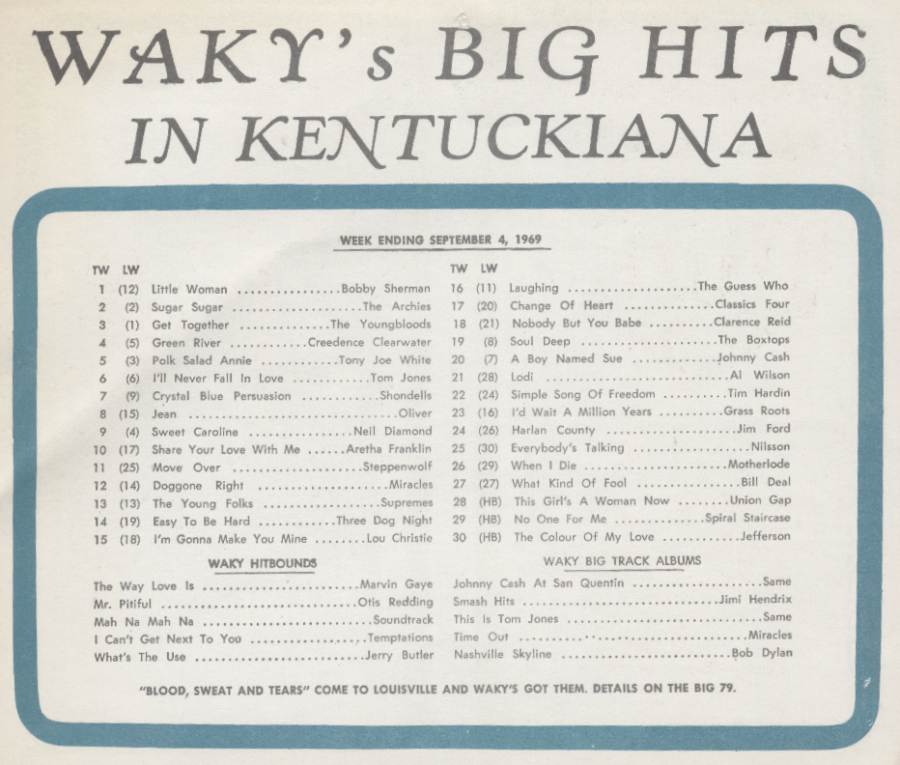 WAKY's BIG HITS
IN KENTUCKIANA
WEEK ENDING SEPTEMBER 4, 1969
TW LW
1 (12) Little Woman ................Bobby Sherman
2 (2) Sugar Sugar ....................The Archies
3 (1) Get Together ..............The Youngbloods
4 (5) Green River ............Creedence Clearwater
5 (3) Polk Salad Annie ............Tony Joe White
6 (6) I'll Never Fall In Love ............Tom Jones
7 (9) Crystal Blue Persuasion ............Shondells
8 (15) Jean ................................Oliver
9 (4) Sweet Caroline ................Neil Diamond
10 (17) Share Your Love With Me ......Aretha Franklin
11 (25) Move Over ....................Steppenwolf
12 (14) Doggone Right ......................Miracles
13 (13) The Young Folks ..................Supremes
14 (19) Easy To Be Hard ............Three Dog Night
15 (18) I'm Gonna Make You Mine ........Lou Christie
TW LW
16 (11) Laughing ....................The Guess Who
17 (20) Change Of Heart ..............Classics Four
18 (21) Nobody But You Babe ..........Clarence Reid
19 (8) Soul Deep ......................The Boxtops
20 (7) A Boy Named Sue ..............Johnny Cash
21 (28) Lodi ............................Al Wilson
22 (24) Simple Song Of Freedom ..........Tim Hardin
23 (16) I'd Wait A Million Years ..........Grass Roots
24 (26) Harlan County ......................Jim Ford
25 (30) Everybody's Talking ....................Nilsson
26 (29) When I Die ......................Motherlode
27 (27) What Kind Of Fool ..................Bill Deal
28 (HB) This Girl's A Woman Now ........Union Gap
29 (HB) No One For Me ..............Spiral Staircase
30 (HB) The Colour Of My Love ............Jefferson
WAKY HITBOUNDS
The Way Love Is ........................Marvin Gaye
Mr. Pitiful ..............................Otis Redding
Mah Na Mah Na ..........................Soundtrack
I Can't Get Next To You ..................Temptations
What's The Use ..........................Jerry Butler
WAKY BIG TRACK ALBUMS
Johnny Cash At San Quentin ....................Same
Smash Hits ..............................Jimi Hendrix
This Is Tom Jones ..............................Same
Time Out ..................................Miracles
Nashville Skyline ..........................Bob Dylan
"BLOOD, SWEAT AND TEARS" COME TO LOUISVILLE AND WAKY'S GOT THEM. DETAILS ON THE BIG 79.